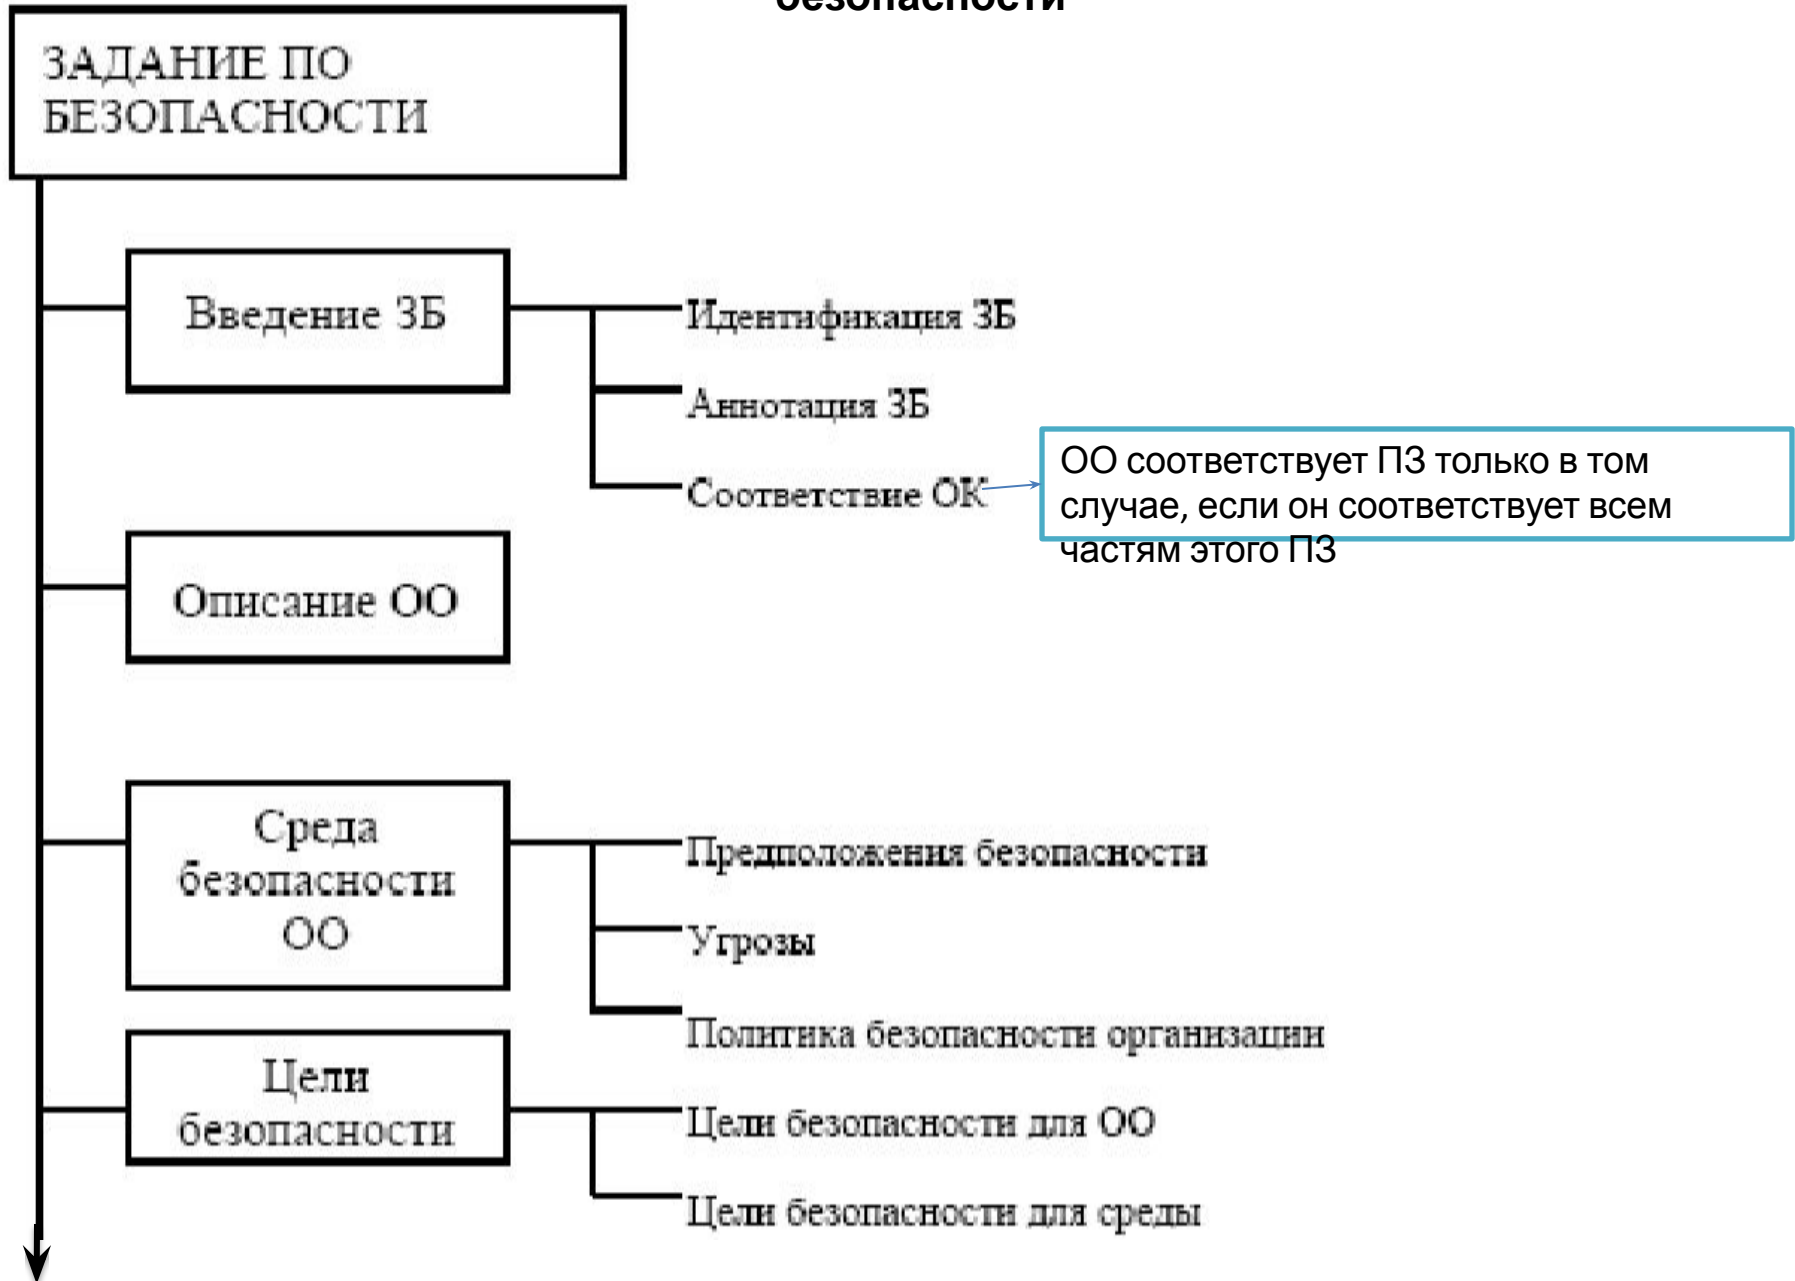 безопасности
ЗАДАНИЕ ПО
БЕЗОПАСНОСТИ
Введение ЗБ
Идентификация ЗБ
Аннотация ЗБ
Соответствие ОК
ОО соответствует ПЗ только в том
случае, если он соответствует всем
частям этого ПЗ
Описание ОО
Среда
безопасности
ОО
Предположения безопасности
Угрозы
Политика безопасности организации
Цели
безопасности
Цели безопасности для ОО
Цели безопасности для среды